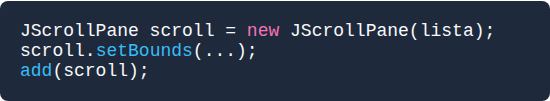 JScrollPane scroll = new JScrollPane(lista);
scroll.setBounds(...);
add(scroll);